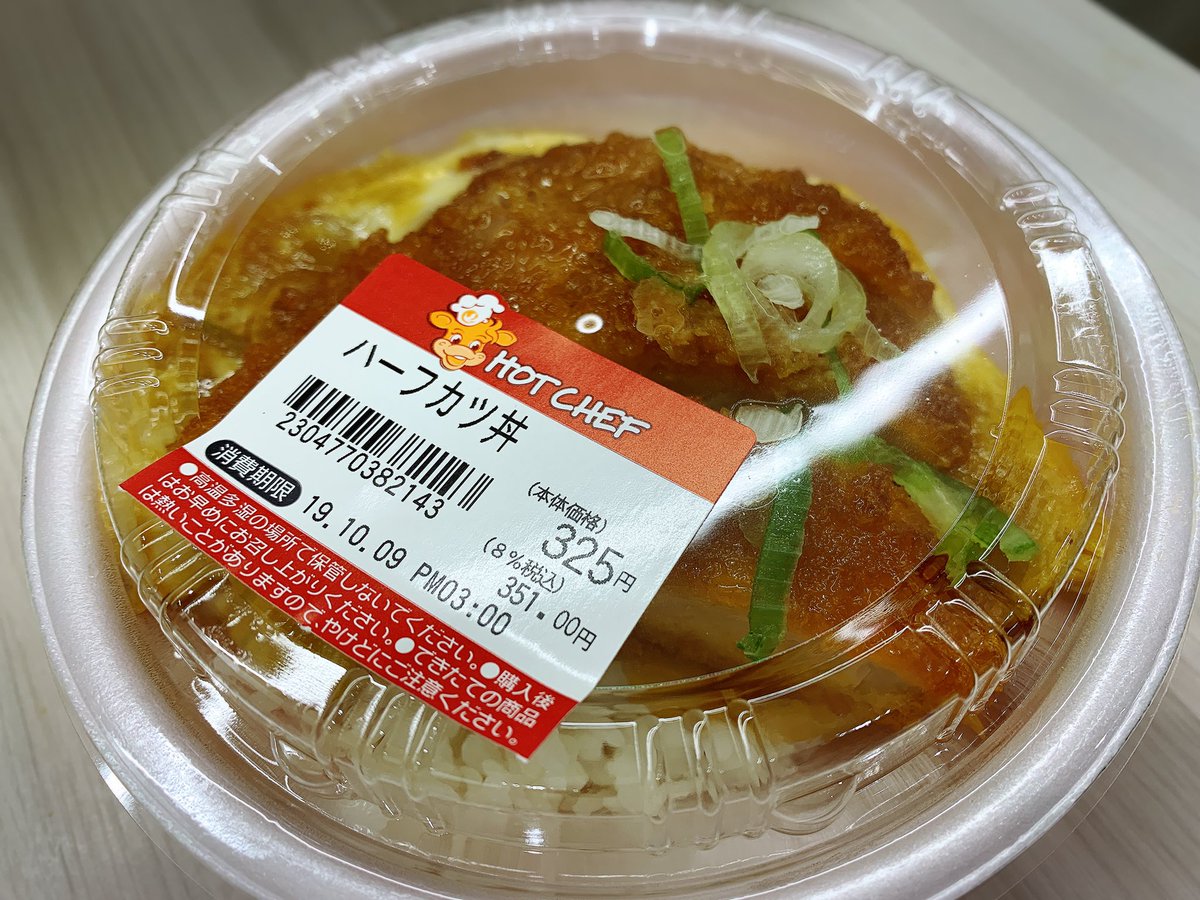 HOT CHEF
ハーフカツ丼
2304770382143
(本体価格)
325円
(8%税込)
351.00円
消費期限
19.10.09 PM03:00
●高温多湿の場所で保管しないでください。●購入後
はお早めにお召し上がりください。●できたての商品
は熱いことがありますので、やけどにご注意ください。